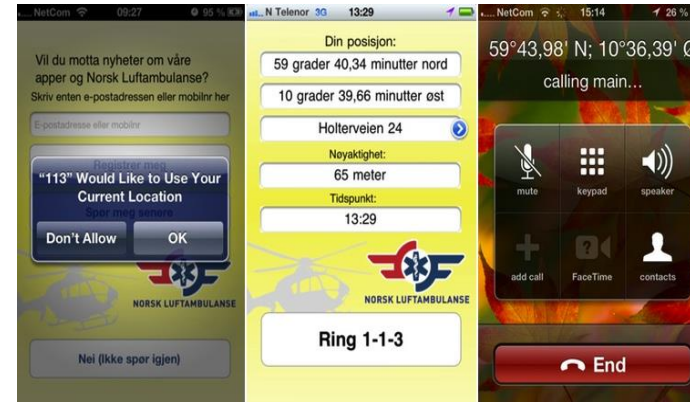 NetCom 09:27 95 %
Vil du motta nyheter om våre
apper og Norsk Luftambulanse?
Skriv enten e-postadressen eller mobilnr her
E-postadresse eller mobilnr
Registrer meg
"113" Would Like to Use Your
Current Location
Spør meg senere
Don't Allow OK
NORSK LUFTAMBULANSE
Nei (Ikke spør igjen)
N Telenor 3G 13:29
Din posisjon:
59 grader 40,34 minutter nord
10 grader 39,66 minutter øst
Holterveien 24
Nøyaktighet:
65 meter
Tidspunkt:
13:29
NORSK LUFTAMBULANSE
Ring 1-1-3
NetCom 15:14 26 %
59°43,98' N; 10°36,39' Ø
calling main...
mute keypad speaker
add call FaceTime contacts
End